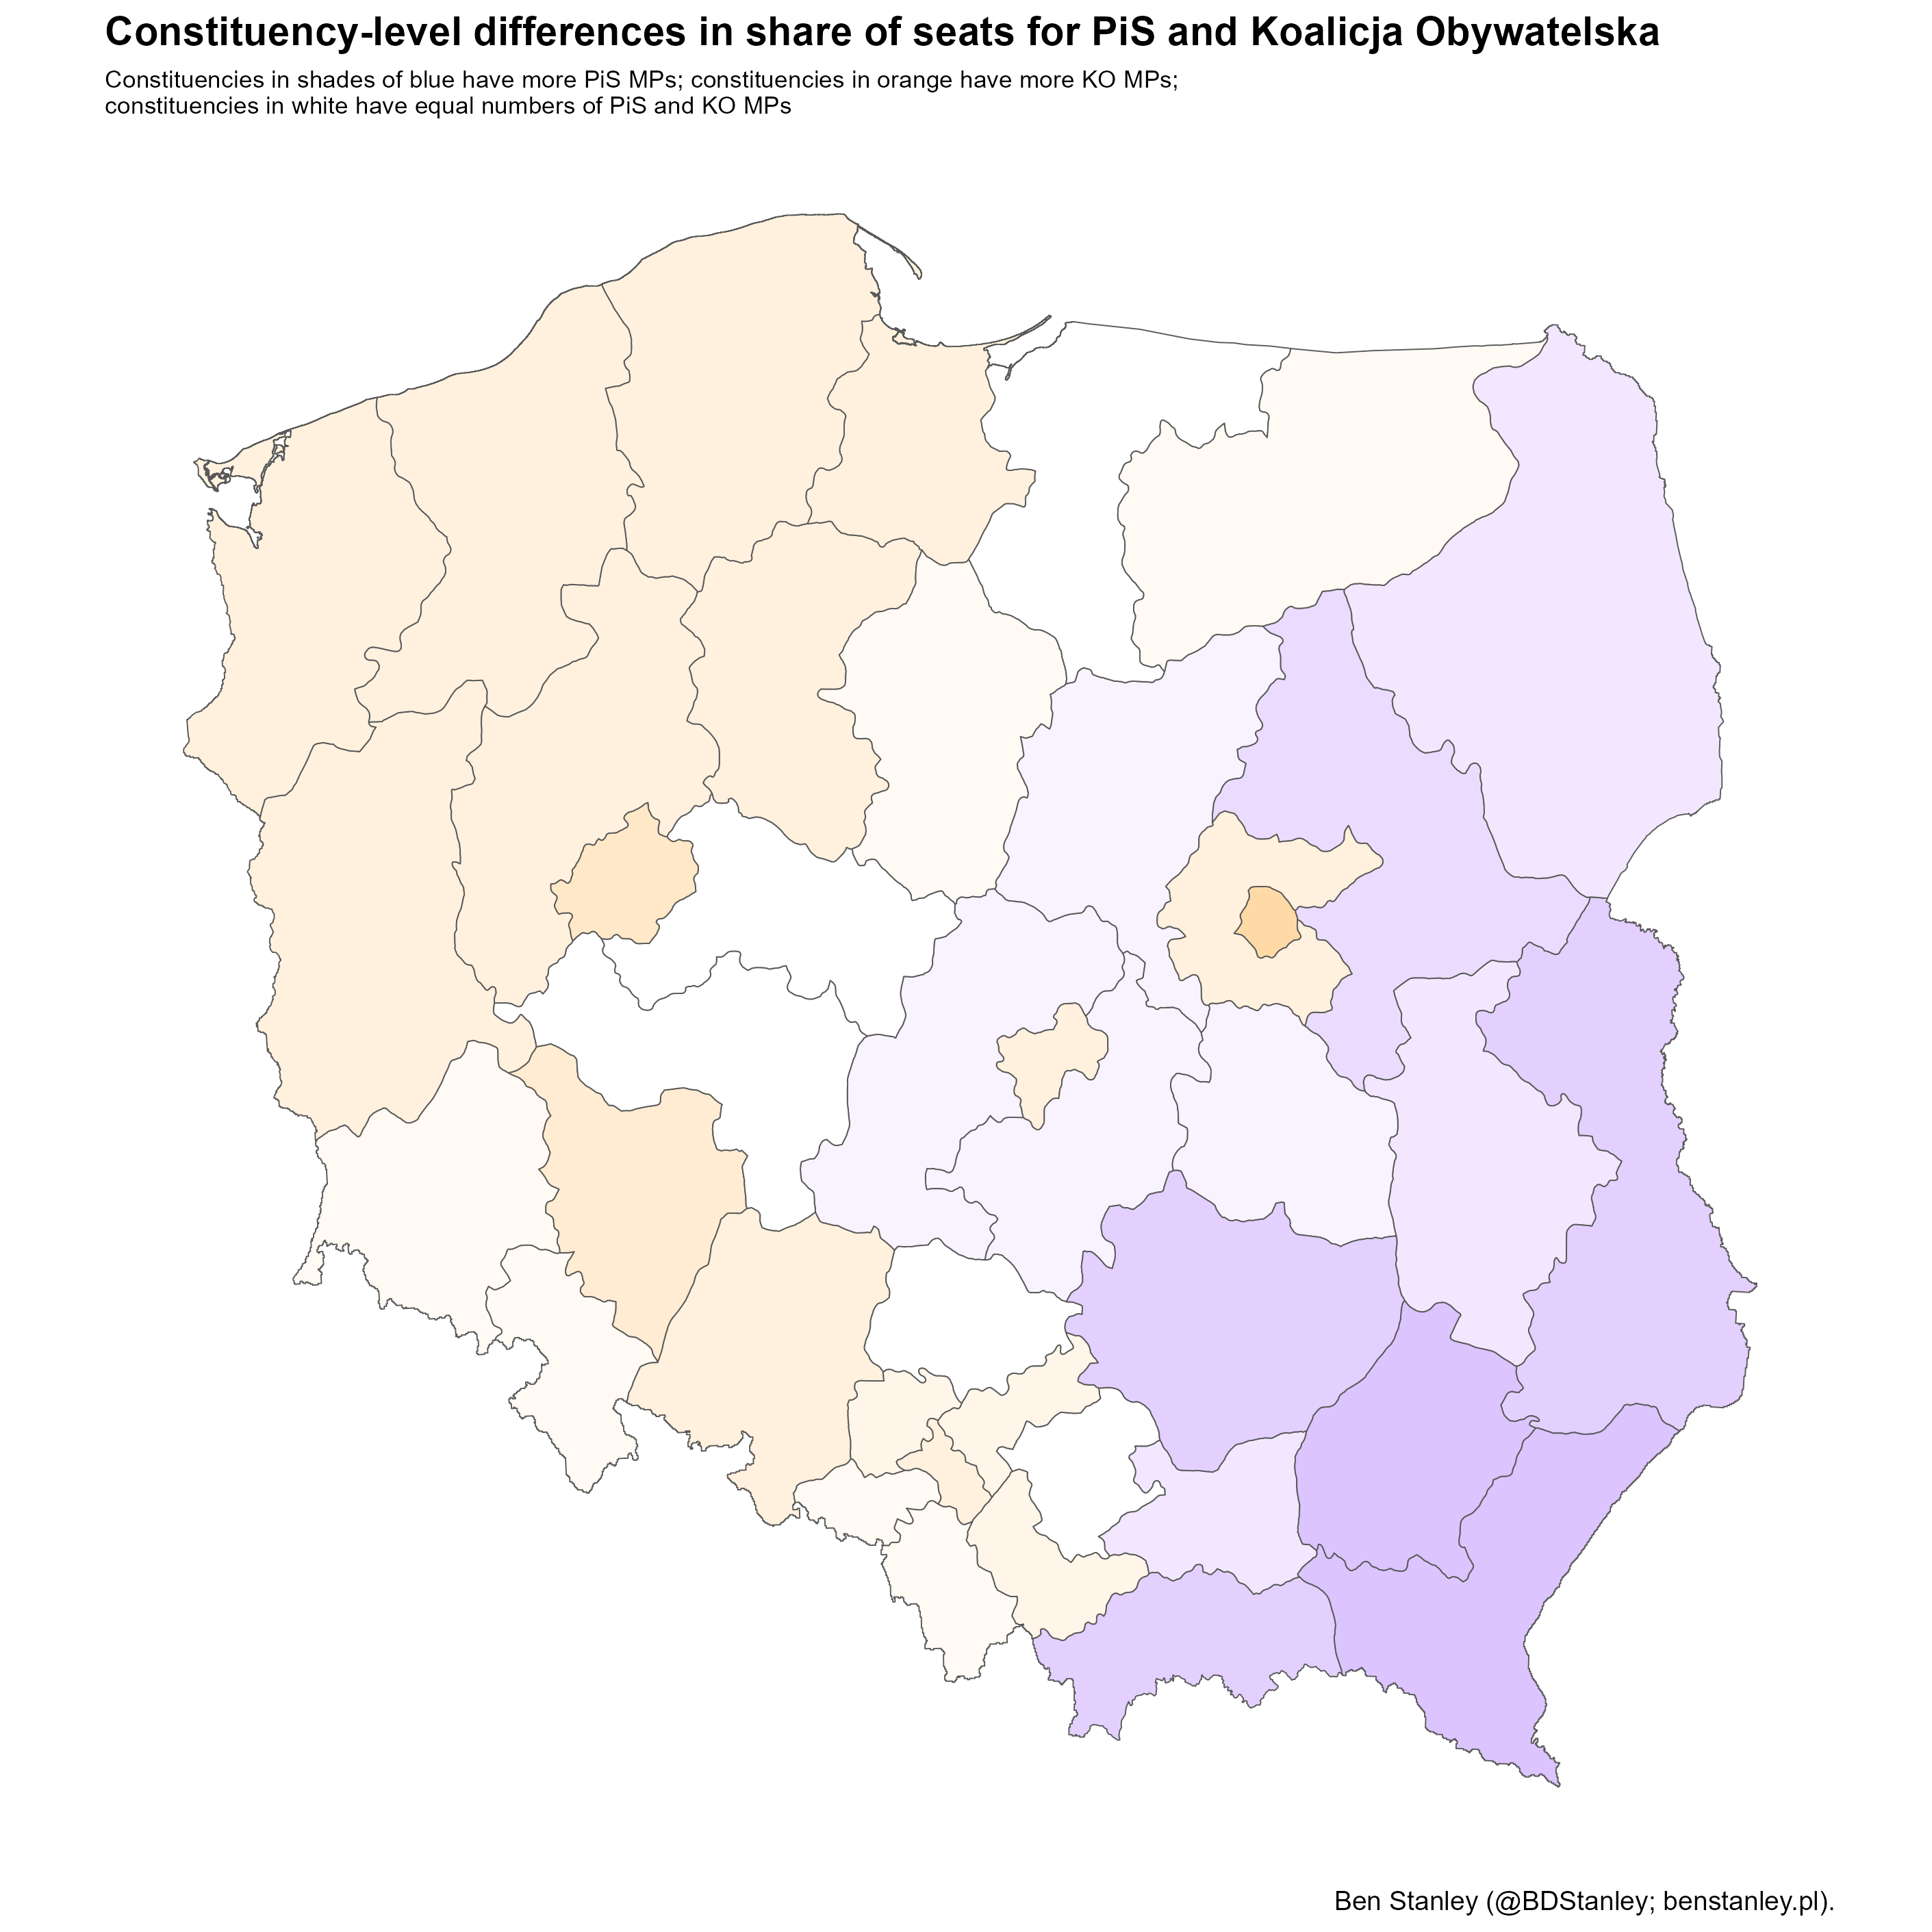 Constituency-level differences in share of seats for PiS and Koalicja Obywatelska
Constituencies in shades of blue have more PiS MPs; constituencies in orange have more KO MPs;
constituencies in white have equal numbers of PiS and KO MPs
Ben Stanley (@BDStanley; benstanley.pl).